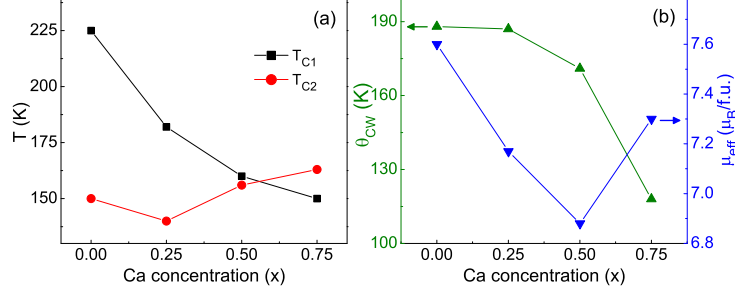 (a)
T (K)
225
200
175
150
T_C1
T_C2
0.00 0.25 0.50 0.75
Ca concentration (x)
(b)
θ_CW (K)
190
160
130
100
7.6
7.4
7.2
7.0
6.8
μ_eff (μ_B/f.u.)
0.00 0.25 0.50 0.75
Ca concentration (x)